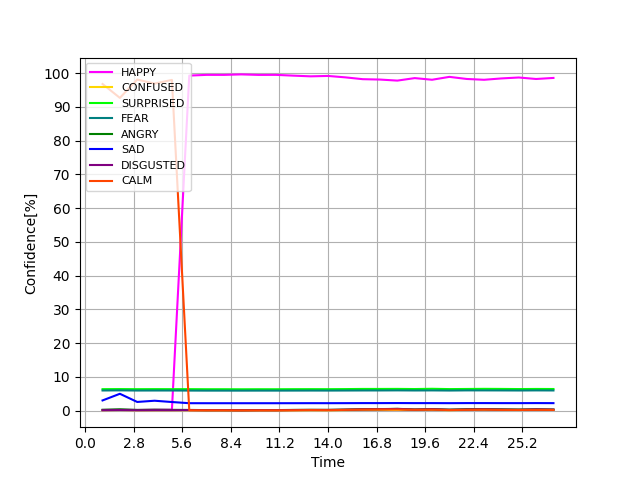 100
90
80
70
60
50
40
30
20
10
0
Confidence[%]
HAPPY
CONFUSED
SURPRISED
FEAR
ANGRY
SAD
DISGUSTED
CALM
0.0 2.8 5.6 8.4 11.2 14.0 16.8 19.6 22.4 25.2
Time